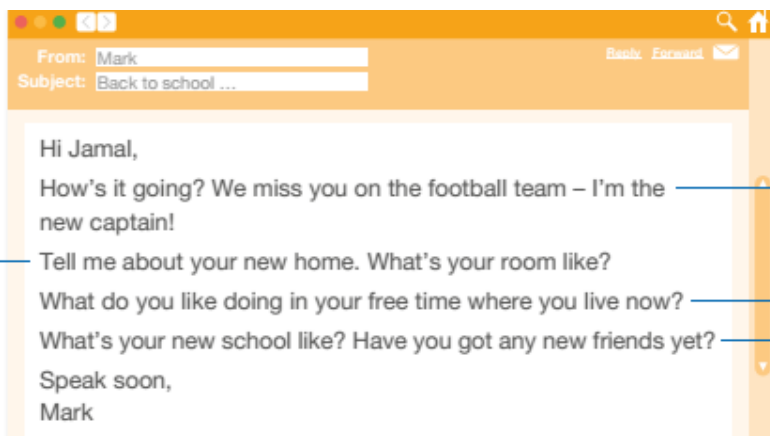 From: Mark
Reply Forward
Subject: Back to school ...
Hi Jamal,
How's it going? We miss you on the football team – I'm the
new captain!
Tell me about your new home. What's your room like?
What do you like doing in your free time where you live now?
What's your new school like? Have you got any new friends yet?
Speak soon,
Mark